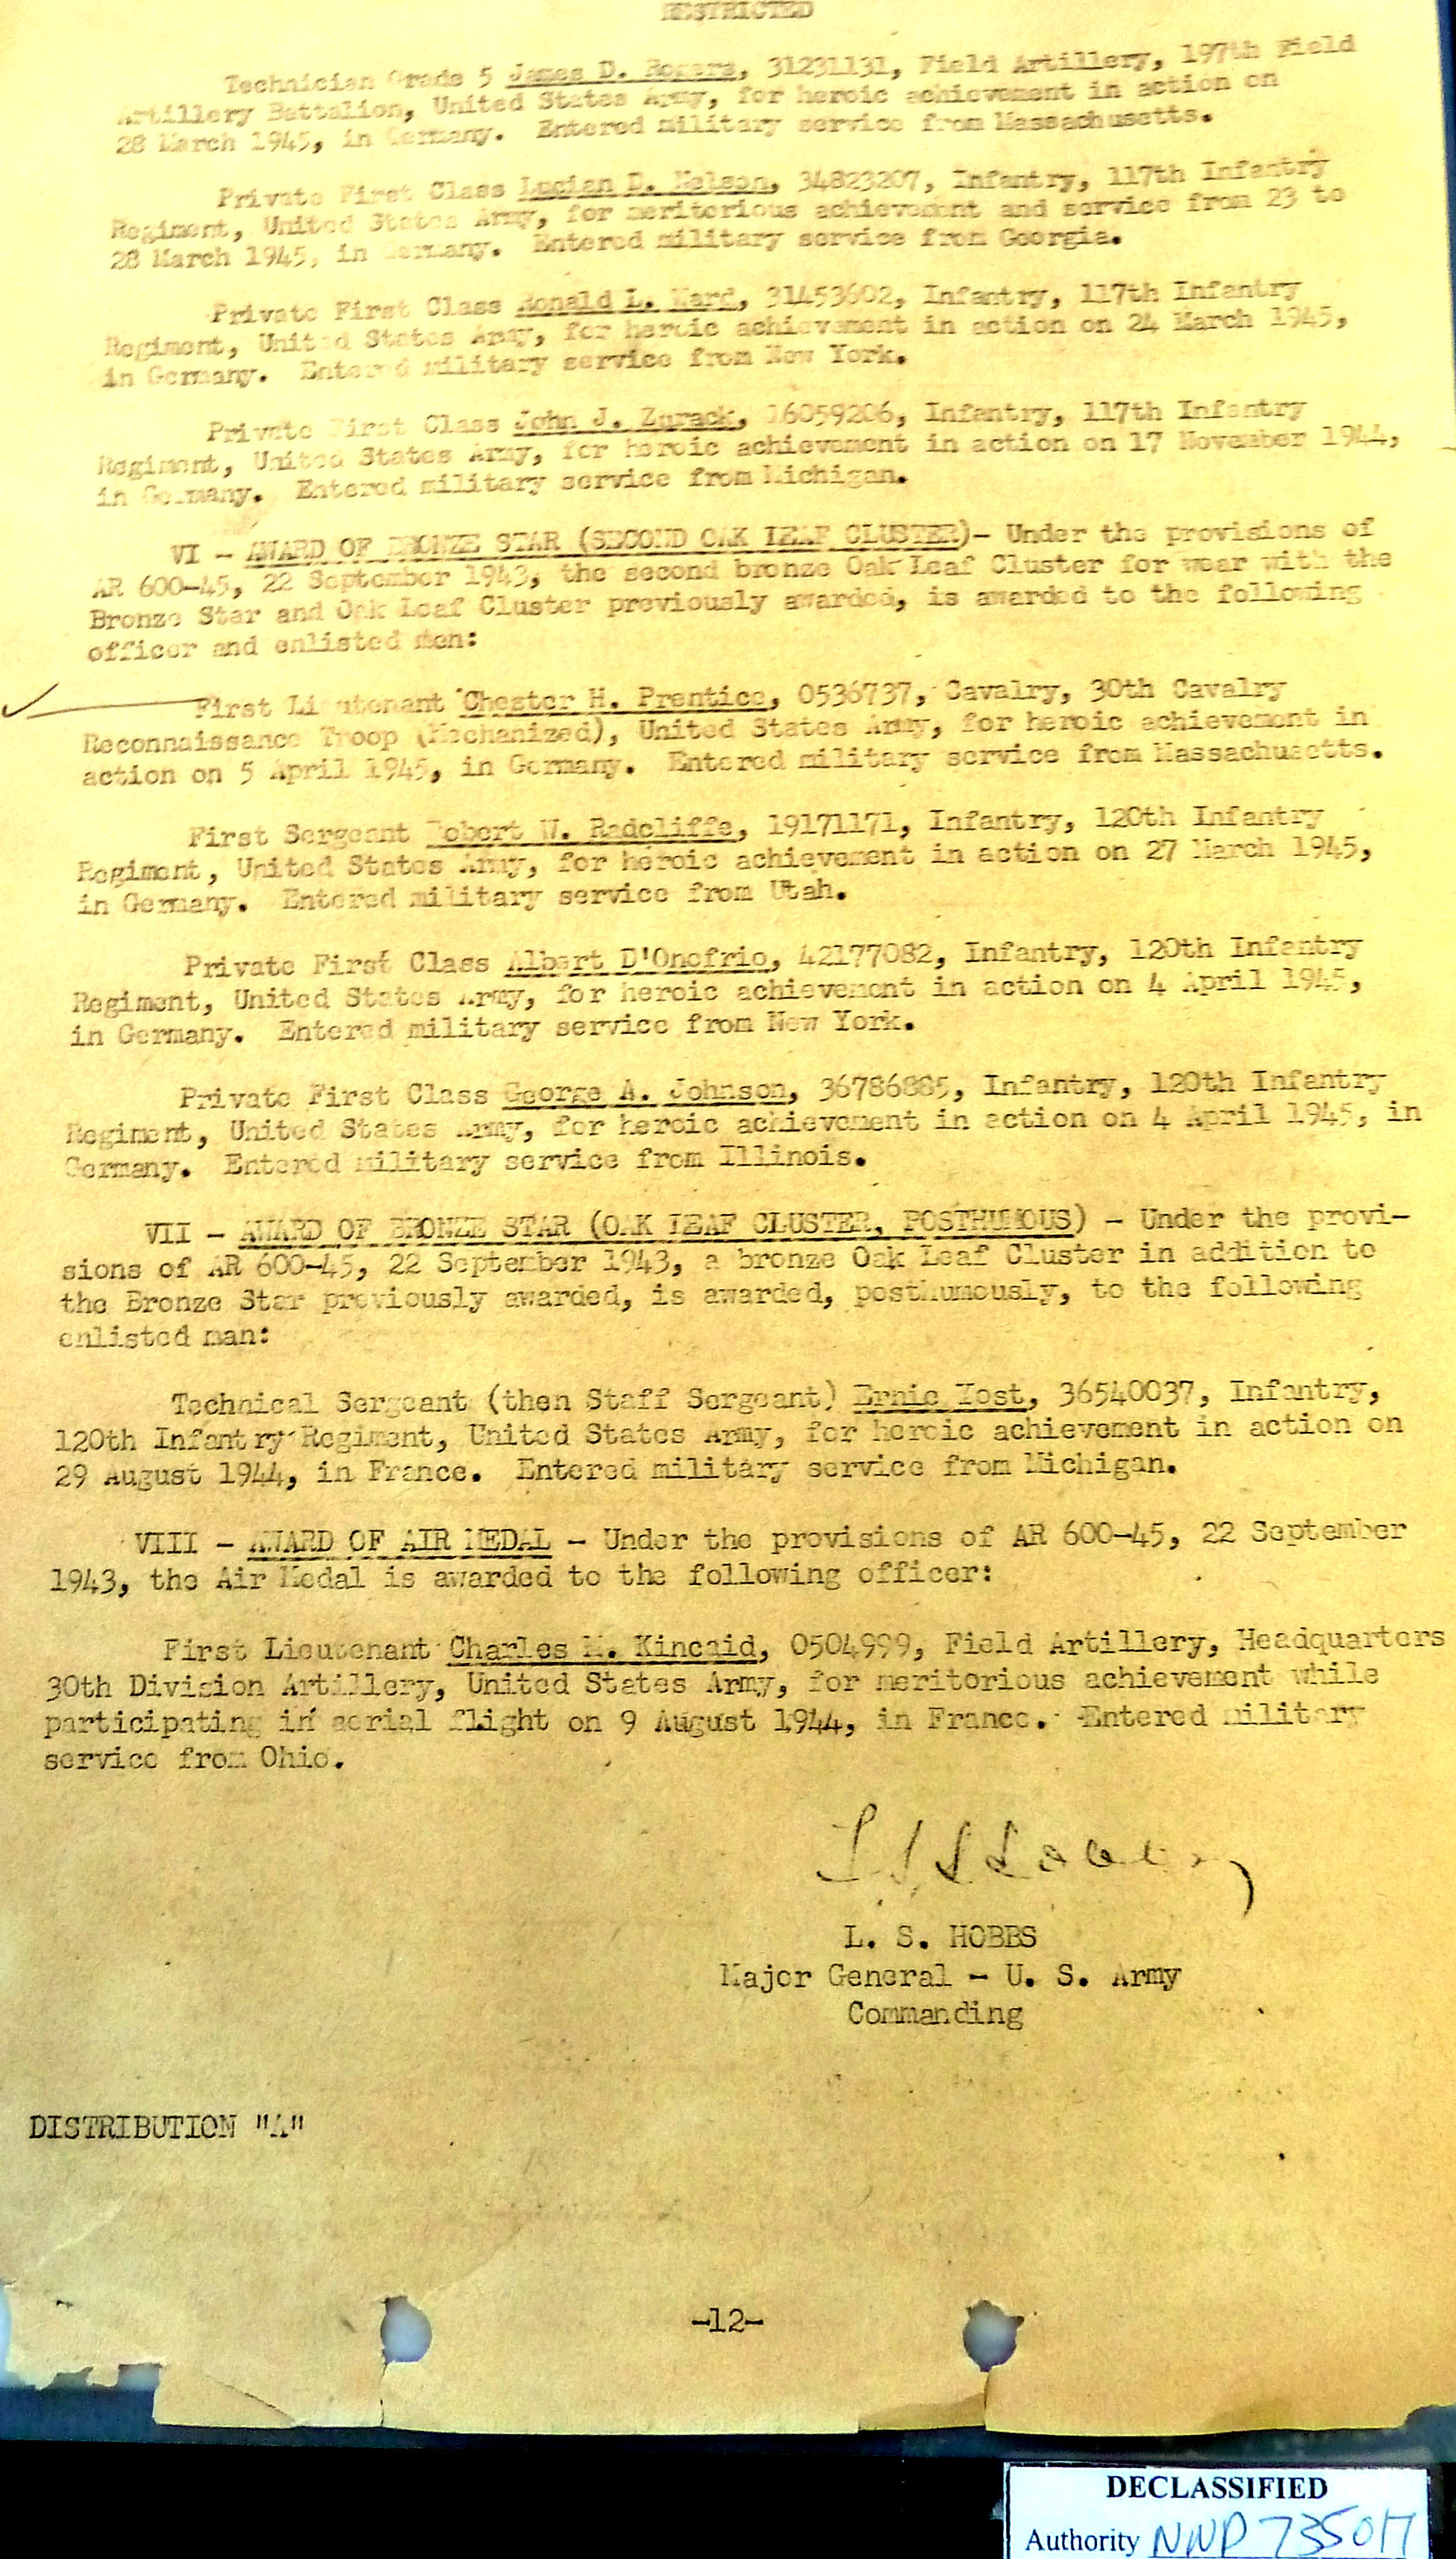 RESTRICTED
Technician Grade 5 James D. Rogers, 31231131, Field Artillery, 197th Field
Artillery Battalion, United States Army, for heroic achievement in action on
28 March 1945, in Germany. Entered military service from Massachusetts.
Private First Class Lucian D. Nelson, 34823207, Infantry, 117th Infantry
Regiment, United States Army, for meritorious achievement and service from 23 to
28 March 1945, in Germany. Entered military service from Georgia.
Private First Class Ronald L. Ward, 31453602, Infantry, 117th Infantry
Regiment, United States Army, for heroic achievement in action on 24 March 1945,
in Germany. Entered military service from New York.
Private First Class John J. Zurack, 16059206, Infantry, 117th Infantry
Regiment, United States Army, for heroic achievement in action on 17 November 1944,
in Germany. Entered military service from Michigan.
VI - AWARD OF BRONZE STAR (SECOND OAK LEAF CLUSTER)- Under the provisions of
AR 600-45, 22 September 1943, the second bronze Oak Leaf Cluster for wear with the
Bronze Star and Oak Leaf Cluster previously awarded, is awarded to the following
officer and enlisted men:
First Lieutenant Chester H. Prentice, 0536737, Cavalry, 30th Cavalry
Reconnaissance Troop (Mechanized), United States Army, for heroic achievement in
action on 5 April 1945, in Germany. Entered military service from Massachusetts.
First Sergeant Robert W. Radcliffe, 19171171, Infantry, 120th Infantry
Regiment, United States Army, for heroic achievement in action on 27 March 1945,
in Germany. Entered military service from Utah.
Private First Class Albert D'Onofrio, 42177082, Infantry, 120th Infantry
Regiment, United States Army, for heroic achievement in action on 4 April 1945,
in Germany. Entered military service from New York.
Private First Class George A. Johnson, 36786885, Infantry, 120th Infantry
Regiment, United States Army, for heroic achievement in action on 4 April 1945, in
Germany. Entered military service from Illinois.
VII - AWARD OF BRONZE STAR (OAK LEAF CLUSTER, POSTHUMOUS) - Under the provi-
sions of AR 600-45, 22 September 1943, a bronze Oak Leaf Cluster in addition to
the Bronze Star previously awarded, is awarded, posthumously, to the following
enlisted man:
Technical Sergeant (then Staff Sergeant) Ernie Yost, 36540037, Infantry,
120th Infantry Regiment, United States Army, for heroic achievement in action on
29 August 1944, in France. Entered military service from Michigan.
VIII - AWARD OF AIR MEDAL - Under the provisions of AR 600-45, 22 September
1943, the Air Medal is awarded to the following officer:
First Lieutenant Charles M. Kincaid, 0504999, Field Artillery, Headquarters
30th Division Artillery, United States Army, for meritorious achievement while
participating in aerial flight on 9 August 1944, in France. Entered military
service from Ohio.
L. S. HOBBS
Major General - U. S. Army
Commanding
DISTRIBUTION "A"
-12-
DECLASSIFIED
Authority NND 735017